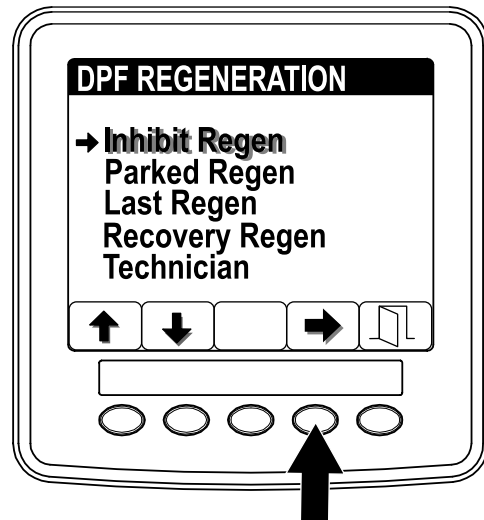 DPF REGENERATION
Inhibit Regen
Parked Regen
Last Regen
Recovery Regen
Technician